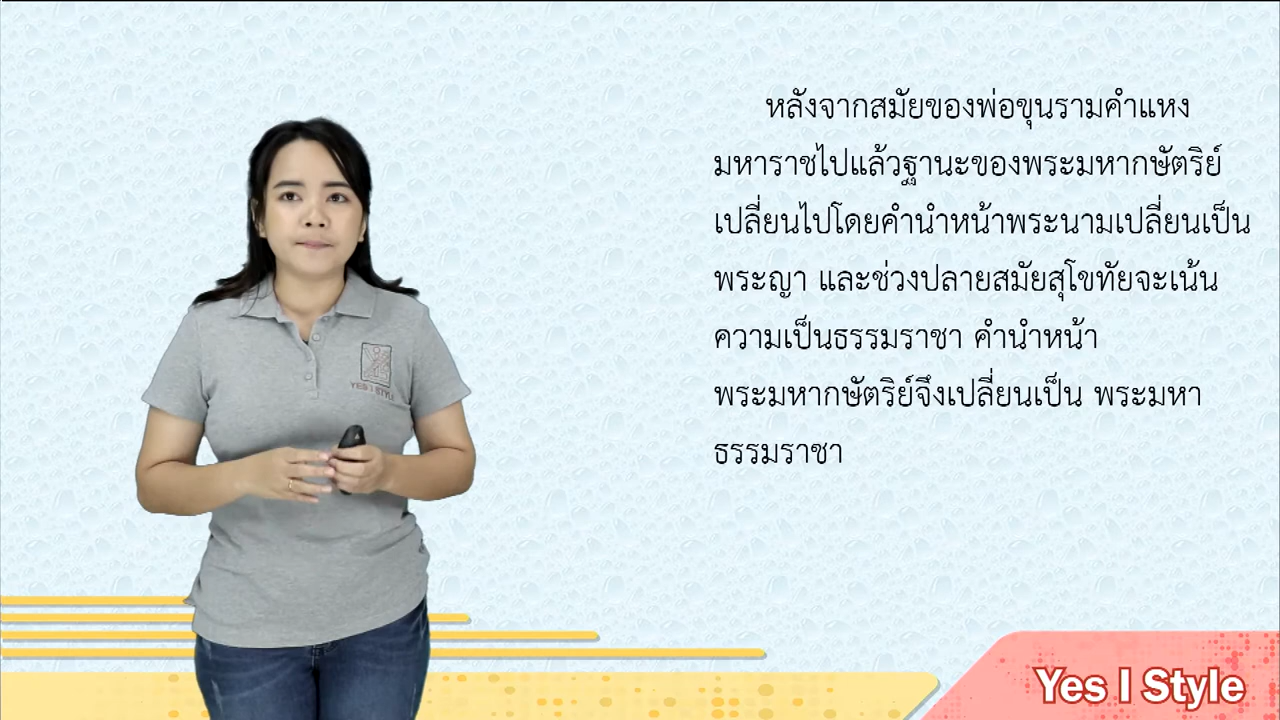 หลังจากสมัยของพ่อขุนรามคำแหง
มหาราชไปแล้วฐานะของพระมหากษัตริย์
เปลี่ยนไปโดยคำนำหน้าพระนามเปลี่ยนเป็น
พระญา และช่วงปลายสมัยสุโขทัยจะเน้น
ความเป็นธรรมราชา คำนำหน้า
พระมหากษัตริย์จึงเปลี่ยนเป็น พระมหา
ธรรมราชา
YES I STYLE
Yes I Style